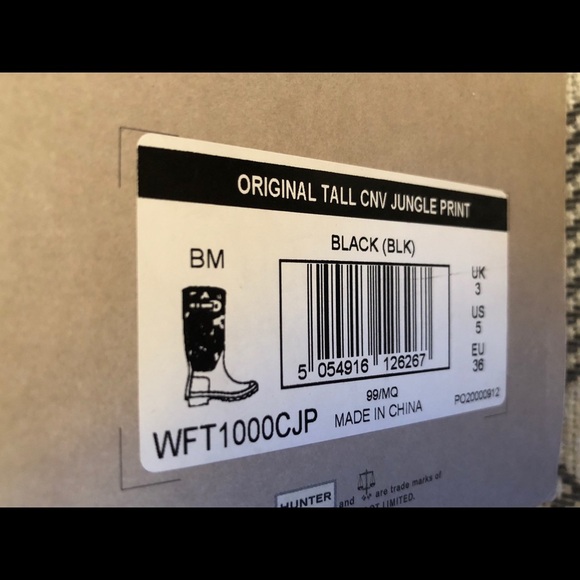 ORIGINAL TALL CNV JUNGLE PRINT
BLACK (BLK)
BM
UK
3
US
5
EU
36
5 054916 126267
99/MQ
WFT1000CJP
MADE IN CHINA
PO20000912
HUNTER and are trade marks of
LIMITED.